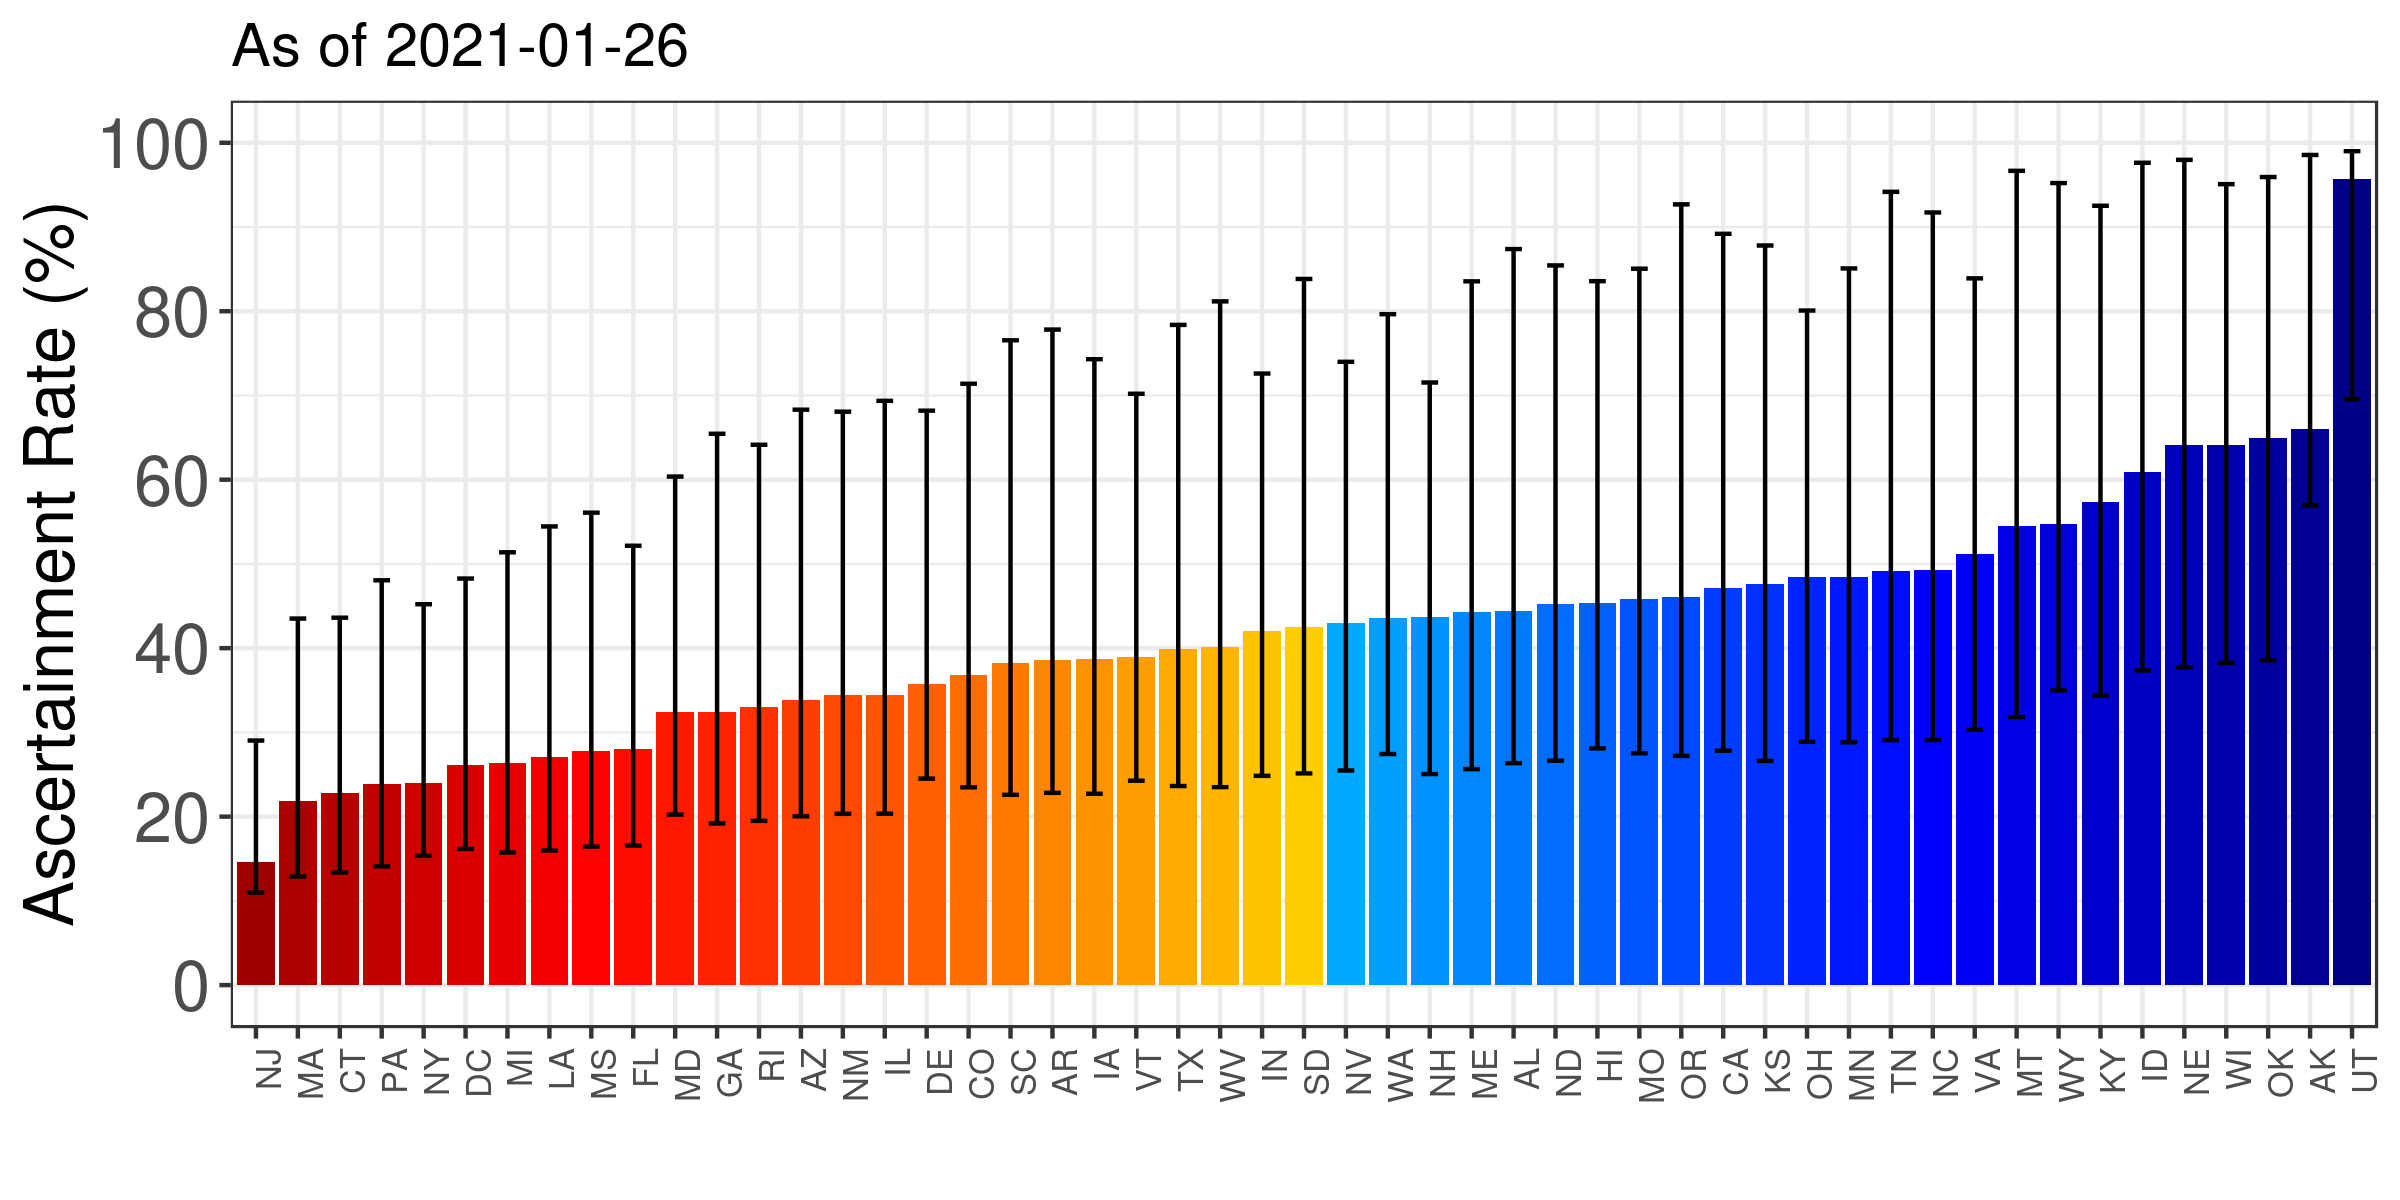 As of 2021-01-26
Ascertainment Rate (%)
100
80
60
40
20
0
NJ MA CT PA NY DC MI LA MS FL MD GA RI AZ NM IL DE CO SC AR IA VT TX WV IN SD NV WA NH ME AL ND HI MO OR CA KS OH MN TN NC VA MT WY KY ID NE WI OK AK UT